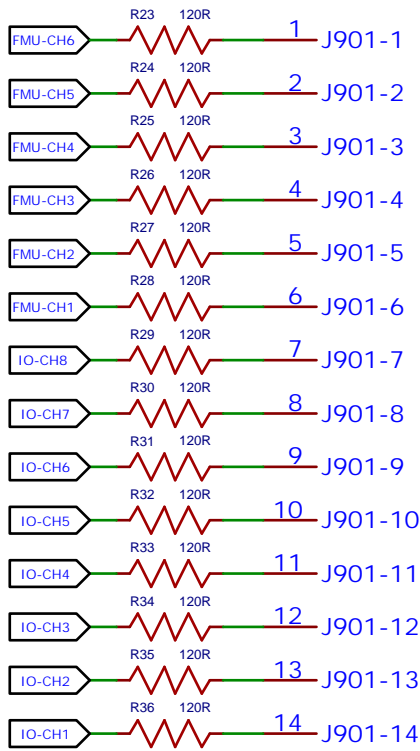 R23 120R
FMU-CH6 1 J901-1
R24 120R
FMU-CH5 2 J901-2
R25 120R
FMU-CH4 3 J901-3
R26 120R
FMU-CH3 4 J901-4
R27 120R
FMU-CH2 5 J901-5
R28 120R
FMU-CH1 6 J901-6
R29 120R
IO-CH8 7 J901-7
R30 120R
IO-CH7 8 J901-8
R31 120R
IO-CH6 9 J901-9
R32 120R
IO-CH5 10 J901-10
R33 120R
IO-CH4 11 J901-11
R34 120R
IO-CH3 12 J901-12
R35 120R
IO-CH2 13 J901-13
R36 120R
IO-CH1 14 J901-14